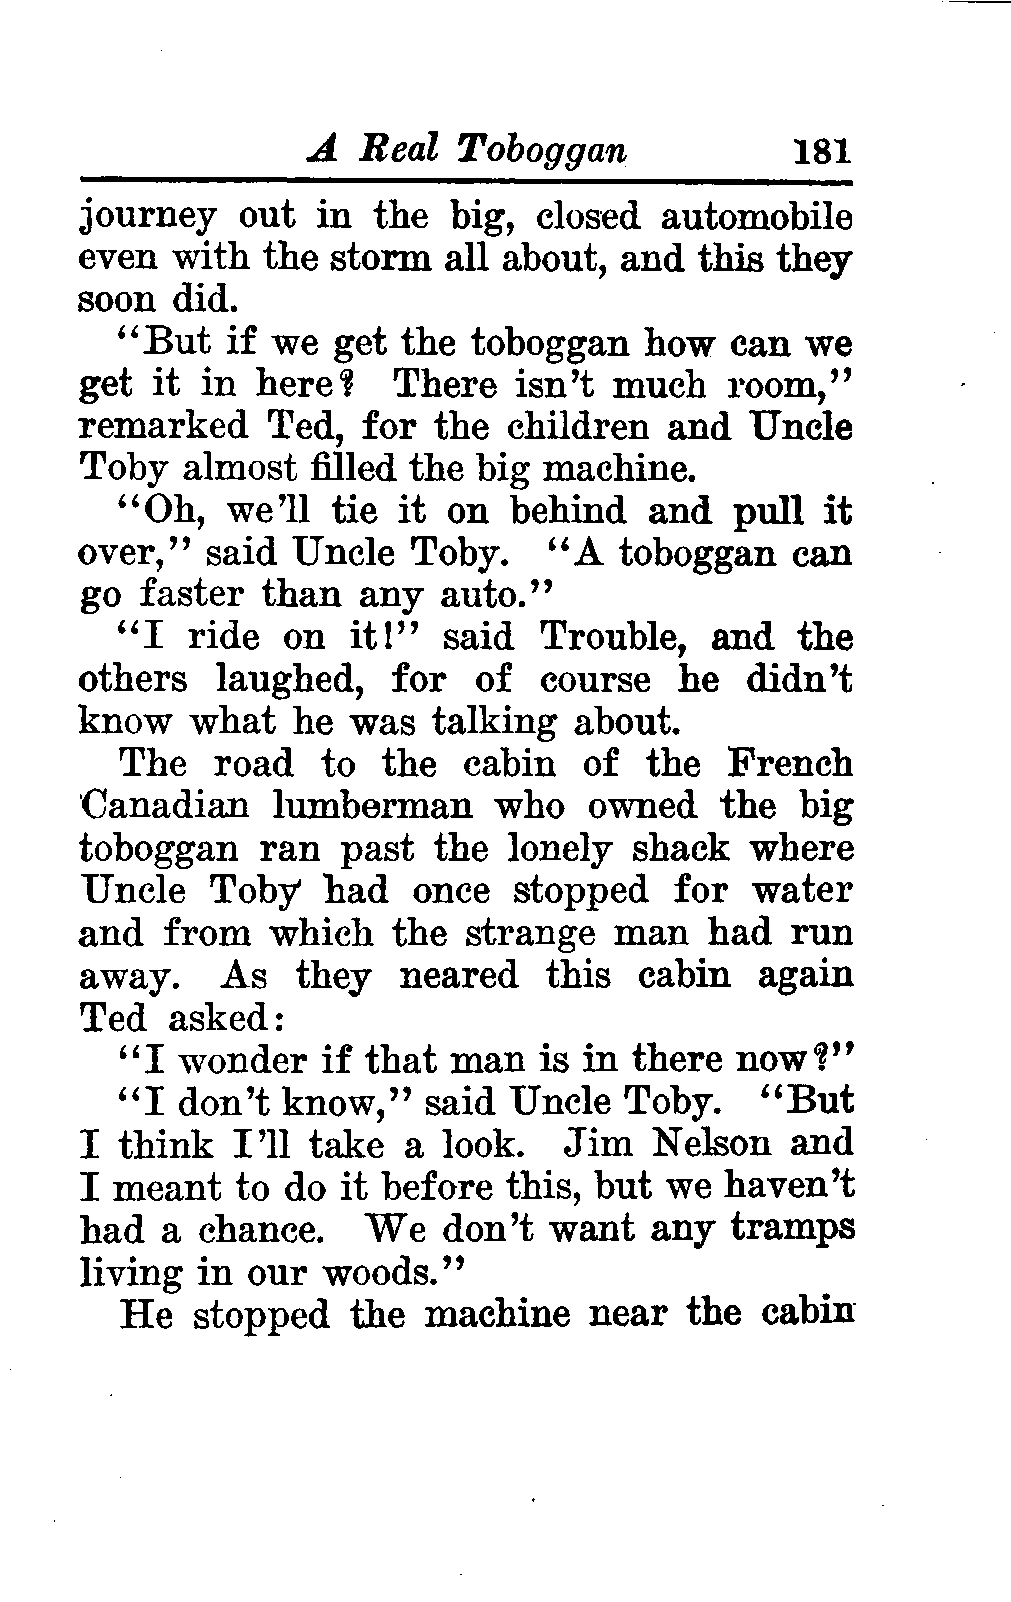 A Real Toboggan 181
journey out in the big, closed automobile
even with the storm all about, and this they
soon did.
"But if we get the toboggan how can we
get it in here? There isn't much room,"
remarked Ted, for the children and Uncle
Toby almost filled the big machine.
"Oh, we'll tie it on behind and pull it
over," said Uncle Toby. "A toboggan can
go faster than any auto."
"I ride on it!" said Trouble, and the
others laughed, for of course he didn't
know what he was talking about.
The road to the cabin of the French
Canadian lumberman who owned the big
toboggan ran past the lonely shack where
Uncle Toby had once stopped for water
and from which the strange man had run
away. As they neared this cabin again
Ted asked:
"I wonder if that man is in there now?"
"I don't know," said Uncle Toby. "But
I think I'll take a look. Jim Nelson and
I meant to do it before this, but we haven't
had a chance. We don't want any tramps
living in our woods."
He stopped the machine near the cabin